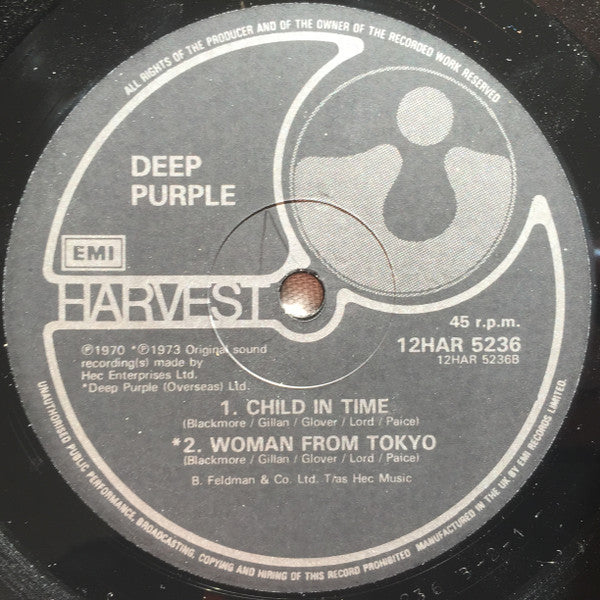 ALL RIGHTS OF THE PRODUCER AND OF THE OWNER OF THE RECORDED WORK RESERVED
DEEP
PURPLE
EMI
HARVEST
45 r.p.m.
12HAR 5236
12HAR 5236B
℗1970 *℗1973 Original sound
recording(s) made by
Hec Enterprises Ltd.
*Deep Purple (Overseas) Ltd.
1. CHILD IN TIME
(Blackmore / Gillan / Glover / Lord / Paice)
*2. WOMAN FROM TOKYO
(Blackmore / Gillan / Glover / Lord / Paice)
B. Feldman & Co. Ltd. T/as Hec Music
UNAUTHORISED PUBLIC PERFORMANCE, BROADCASTING, COPYING AND HIRING OF THIS RECORD PROHIBITED. MANUFACTURED IN THE UK BY EMI RECORDS LIMITED.